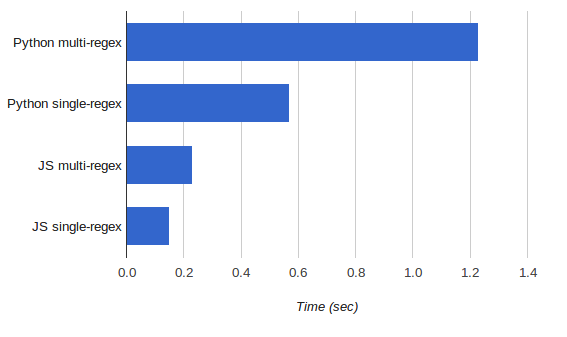 Python multi-regex
Python single-regex
JS multi-regex
JS single-regex
0.0 0.2 0.4 0.6 0.8 1.0 1.2 1.4
Time (sec)